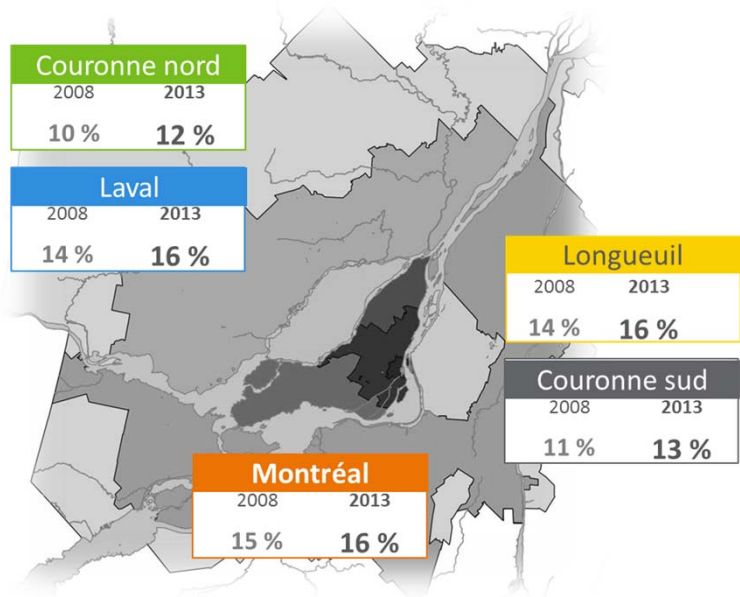 Couronne nord
2008 2013
10 % 12 %
Laval
2008 2013
14 % 16 %
Longueuil
2008 2013
14 % 16 %
Couronne sud
2008 2013
11 % 13 %
Montréal
2008 2013
15 % 16 %